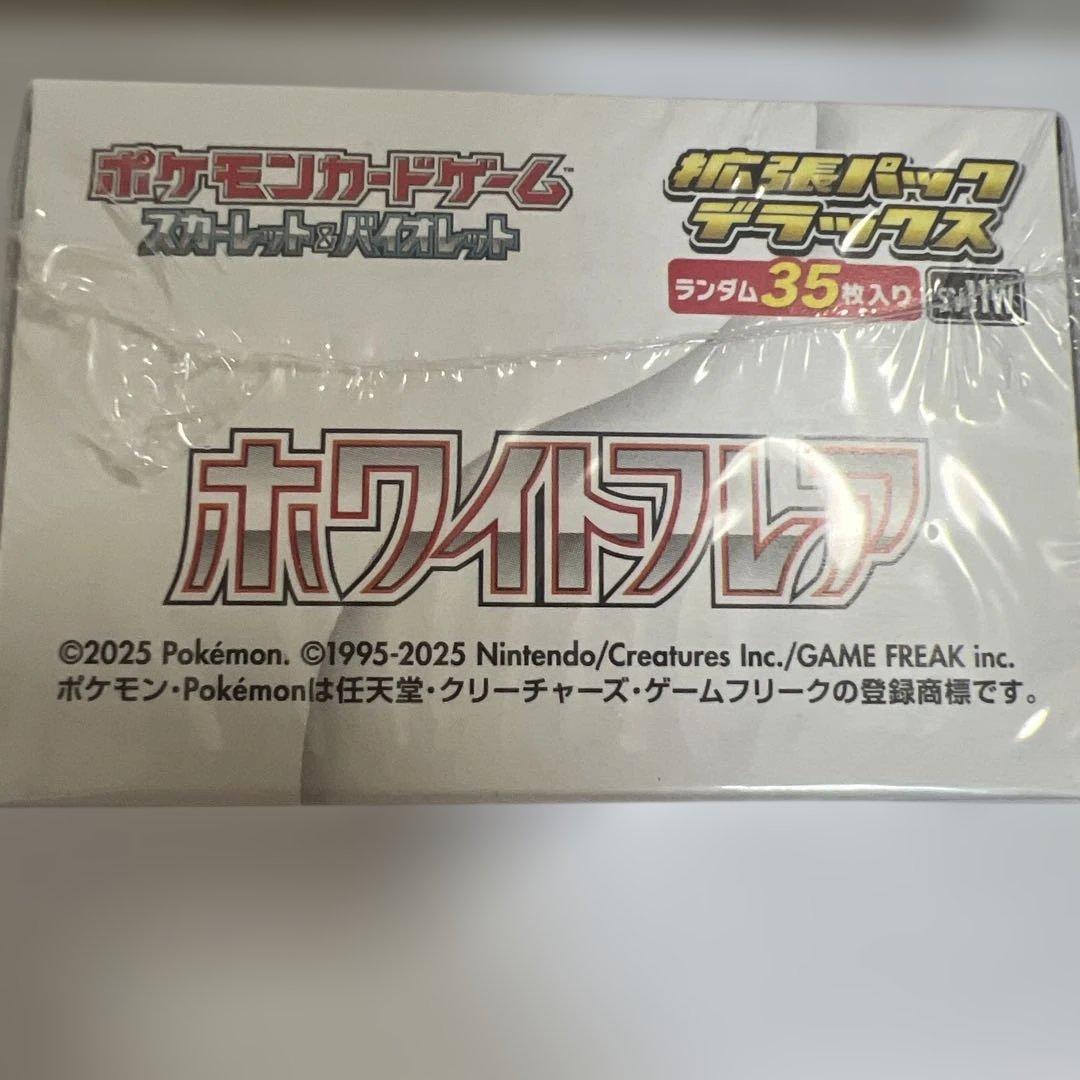 ポケモンカードゲーム™
スカーレット&バイオレット
拡張パック
デラックス
ランダム35枚入り
sv11W
ホワイトフレア
©2025 Pokémon. ©1995-2025 Nintendo/Creatures Inc./GAME FREAK inc.
ポケモン・Pokémonは任天堂・クリーチャーズ・ゲームフリークの登録商標です。